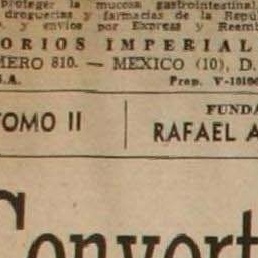 proteger la mucosa gastrointestinal
droguerías y farmacias de la Repú
y envíos por Express y Reem
ORIOS IMPERIAL
MERO 810. — MEXICO (10), D.
S.A. Prop. V-1010
TOMO II
FUNDA
RAFAEL A
Convert